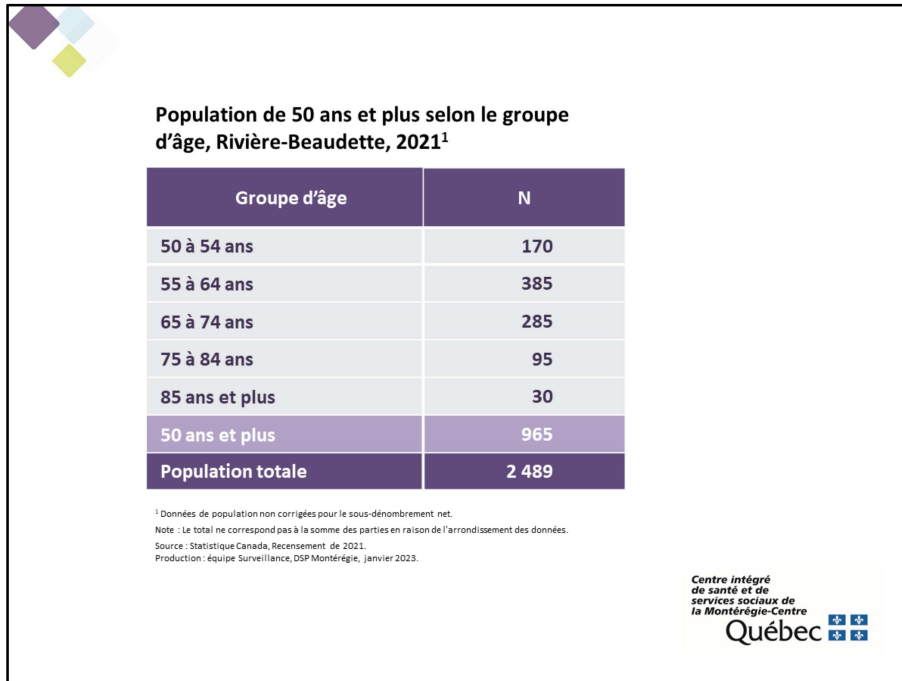 Population de 50 ans et plus selon le groupe
d'âge, Rivière-Beaudette, 2021¹
Groupe d'âge N
50 à 54 ans 170
55 à 64 ans 385
65 à 74 ans 285
75 à 84 ans 95
85 ans et plus 30
50 ans et plus 965
Population totale 2 489
¹ Données de population non corrigées pour le sous-dénombrement net.
Note : Le total ne correspond pas à la somme des parties en raison de l'arrondissement des données.
Source : Statistique Canada, Recensement de 2021.
Production : équipe Surveillance, DSP Montérégie, janvier 2023.
Centre intégré
de santé et de
services sociaux de
la Montérégie-Centre
Québec